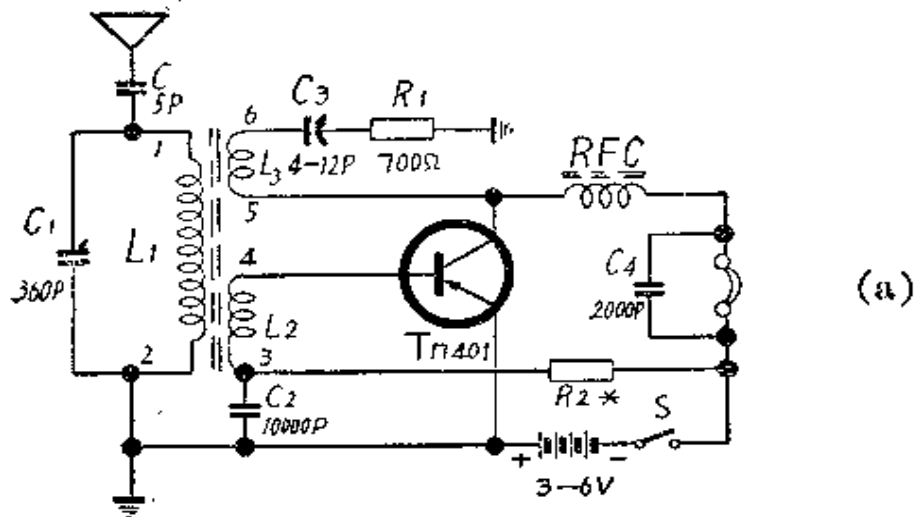 C
5P
C3
4-12P
R1
700Ω
6
L3
5
RFC
1
C1
360P
L1
4
L2
3
2
C2
10000P
TП401
C4
2000P
R2*
S
+
-
3-6V
(a)